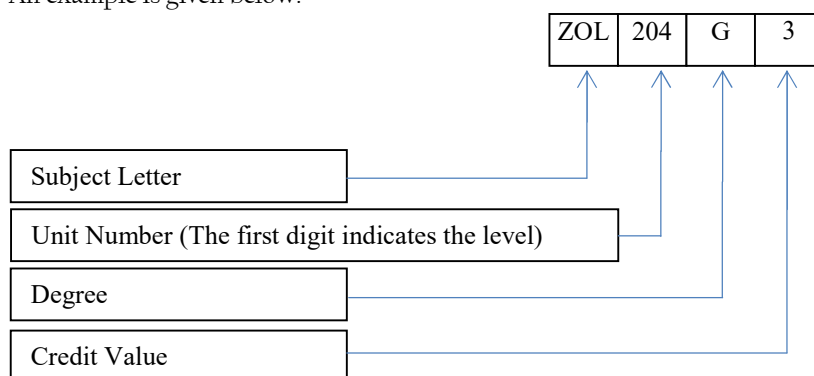 An example is given below:
ZOL 204 G 3
Subject Letter
Unit Number (The first digit indicates the level)
Degree
Credit Value